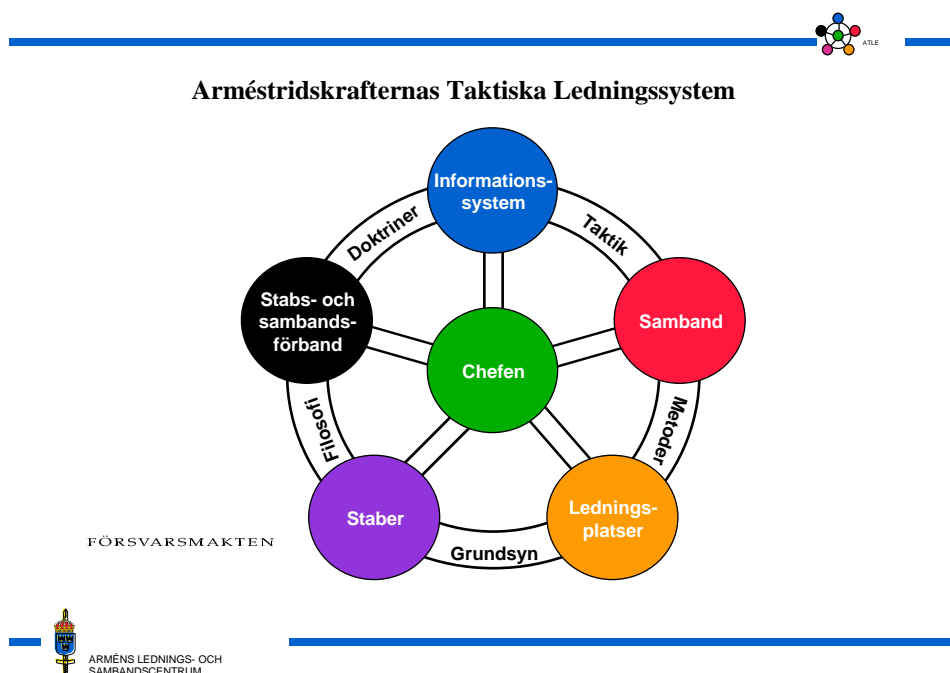 ATLE
Arméstridskrafternas Taktiska Ledningssystem
Informations-
system
Doktriner
Taktik
Stabs- och
sambands-
förband
Samband
Chefen
Filosofi
Metoder
Staber
Lednings-
platser
Grundsyn
FÖRSVARSMAKTEN
ARMÉNS LEDNINGS- OCH
SAMBANDSCENTRUM